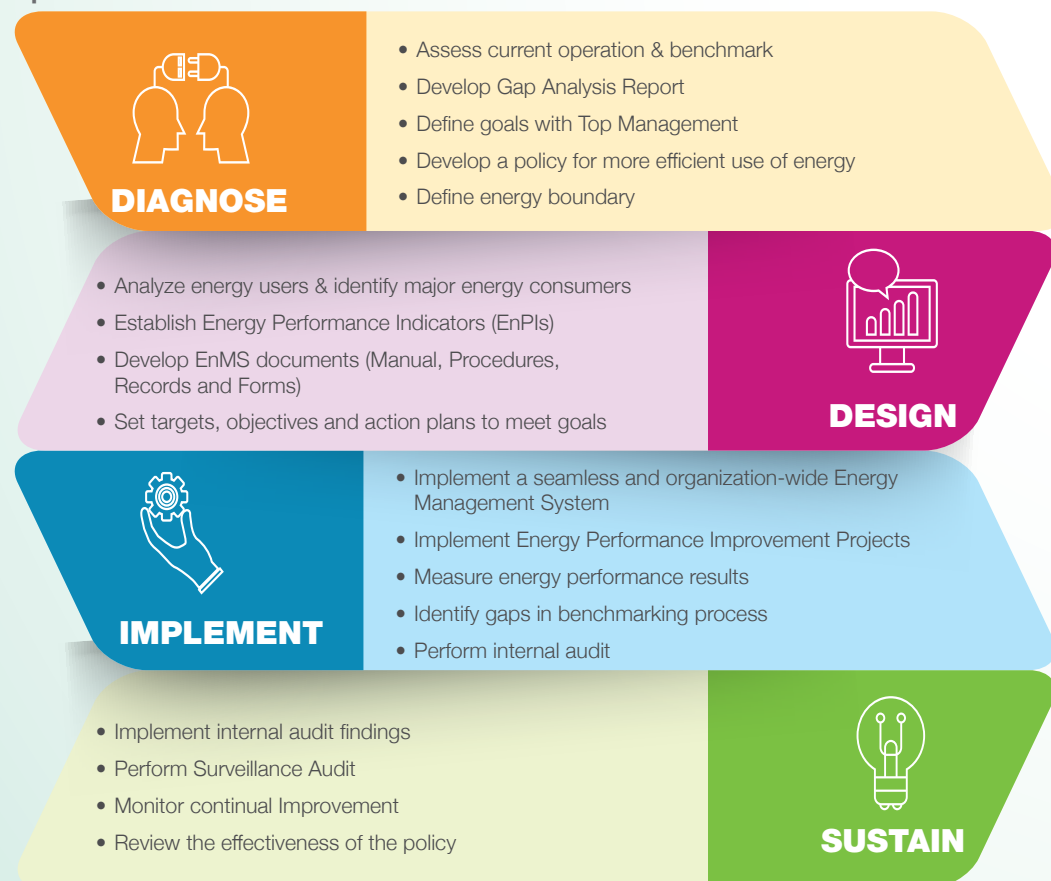 DIAGNOSE
• Assess current operation & benchmark
• Develop Gap Analysis Report
• Define goals with Top Management
• Develop a policy for more efficient use of energy
• Define energy boundary
• Analyze energy users & identify major energy consumers
• Establish Energy Performance Indicators (EnPIs)
• Develop EnMS documents (Manual, Procedures,
Records and Forms)
• Set targets, objectives and action plans to meet goals
DESIGN
IMPLEMENT
• Implement a seamless and organization-wide Energy
Management System
• Implement Energy Performance Improvement Projects
• Measure energy performance results
• Identify gaps in benchmarking process
• Perform internal audit
• Implement internal audit findings
• Perform Surveillance Audit
• Monitor continual Improvement
• Review the effectiveness of the policy
SUSTAIN